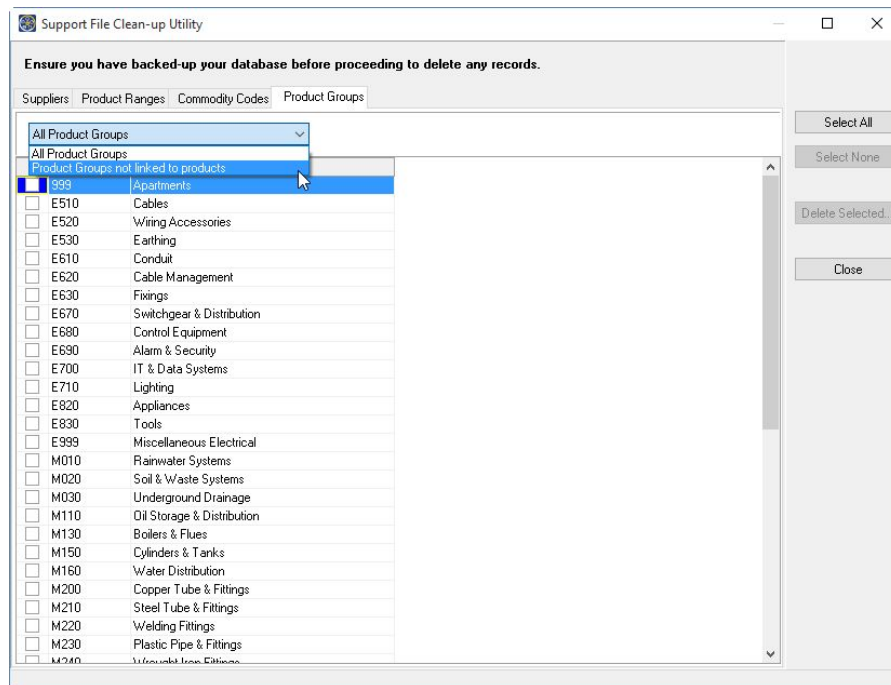 Support File Clean-up Utility
Ensure you have backed-up your database before proceeding to delete any records.
Suppliers Product Ranges Commodity Codes Product Groups
All Product Groups
All Product Groups
Product Groups not linked to products
999 Apartments
E510 Cables
E520 Wiring Accessories
E530 Earthing
E610 Conduit
E620 Cable Management
E630 Fixings
E670 Switchgear & Distribution
E680 Control Equipment
E690 Alarm & Security
E700 IT & Data Systems
E710 Lighting
E820 Appliances
E830 Tools
E999 Miscellaneous Electrical
M010 Rainwater Systems
M020 Soil & Waste Systems
M030 Underground Drainage
M110 Oil Storage & Distribution
M130 Boilers & Flues
M150 Cylinders & Tanks
M160 Water Distribution
M200 Copper Tube & Fittings
M210 Steel Tube & Fittings
M220 Welding Fittings
M230 Plastic Pipe & Fittings
M240 Wrought Iron Fittings
Select All
Select None
Delete Selected..
Close